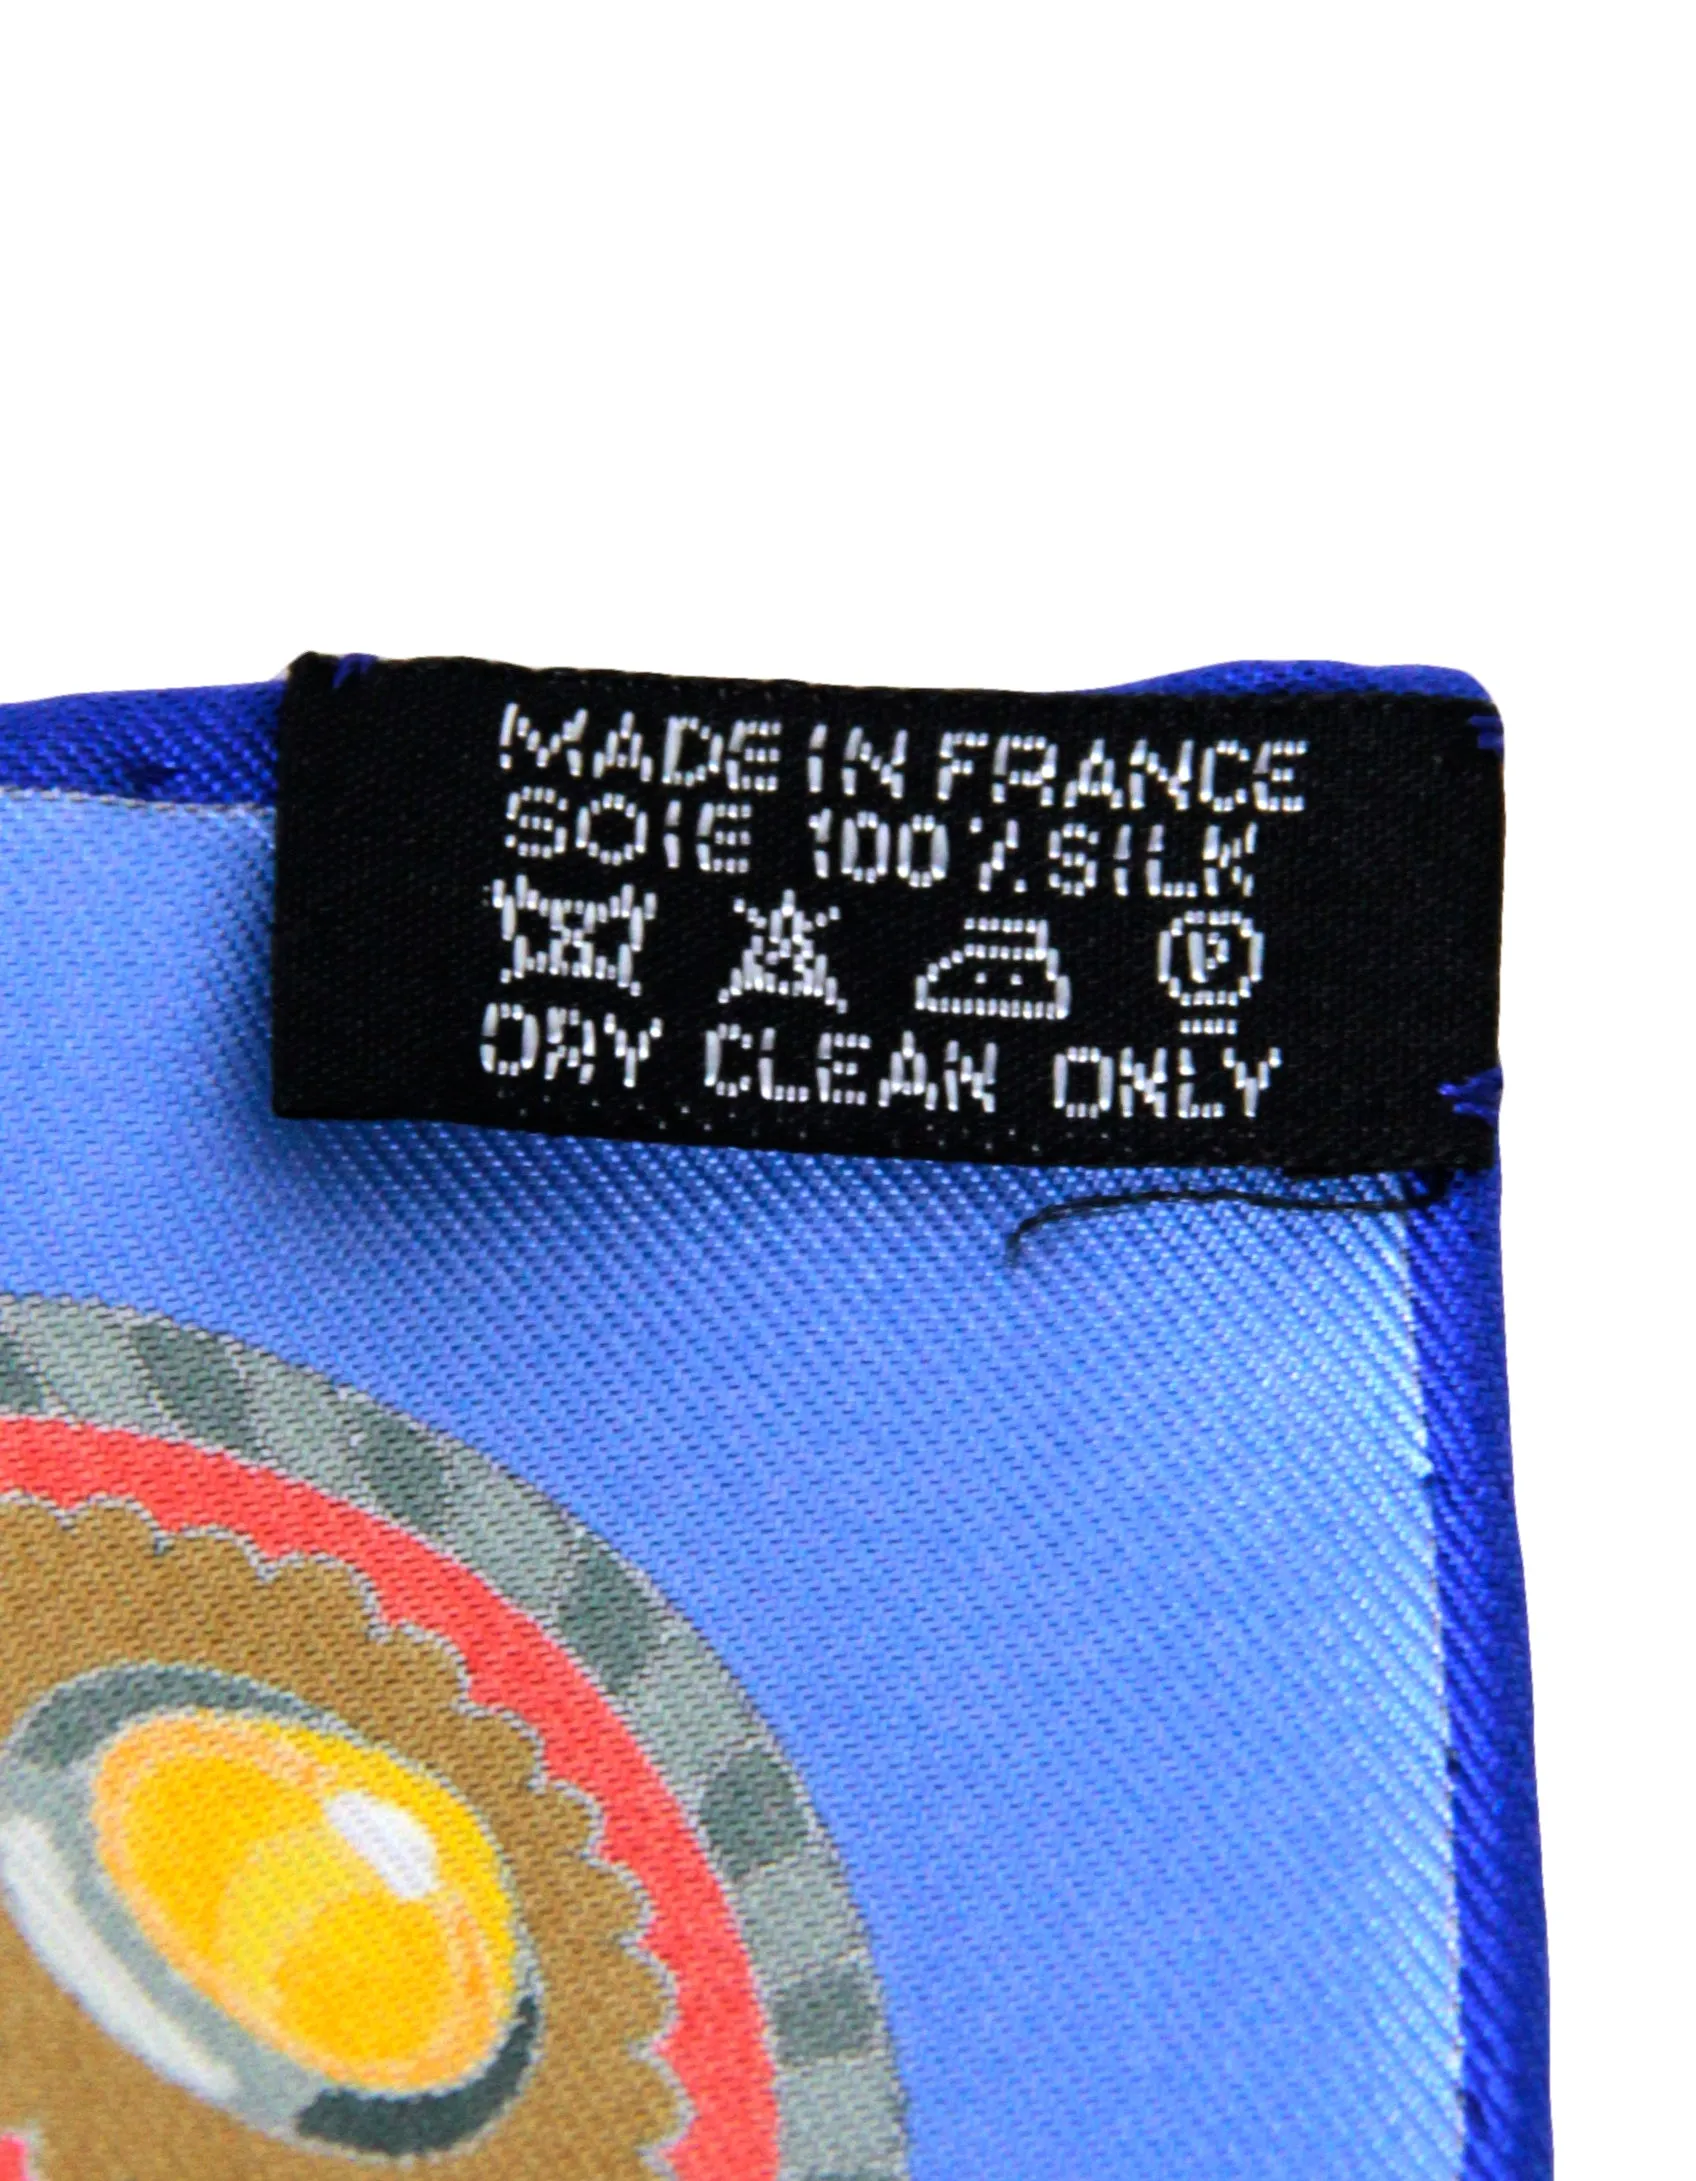 MADE IN FRANCE
SOIE 100% SILK
P
DRY CLEAN ONLY